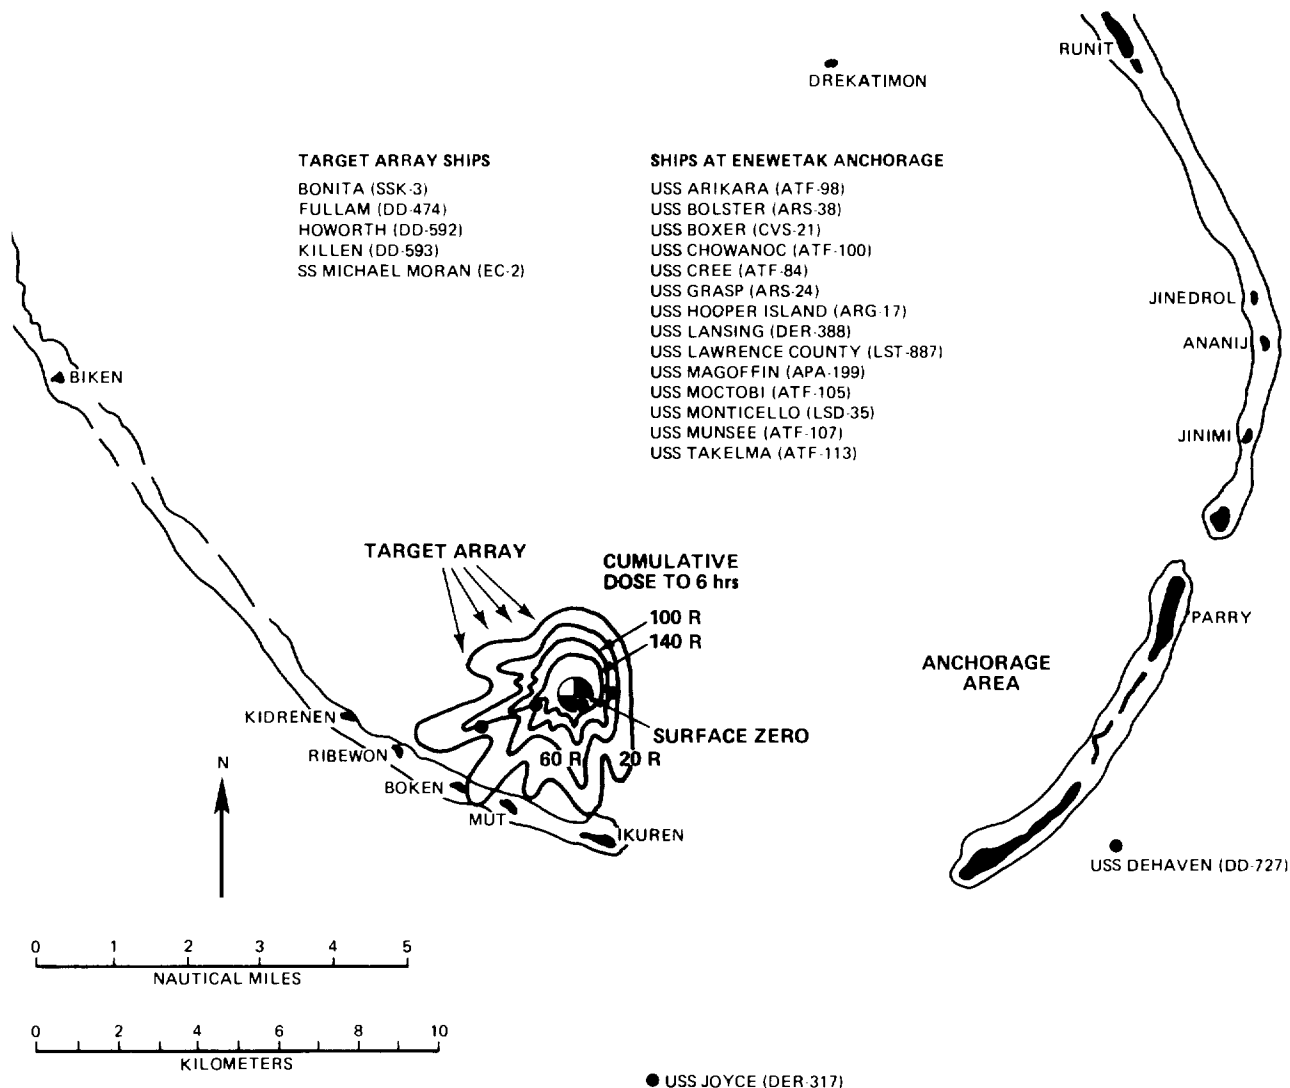 RUNIT
DREKATIMON
TARGET ARRAY SHIPS
BONITA (SSK-3)
FULLAM (DD-474)
HOWORTH (DD-592)
KILLEN (DD-593)
SS MICHAEL MORAN (EC-2)
SHIPS AT ENEWETAK ANCHORAGE
USS ARIKARA (ATF-98)
USS BOLSTER (ARS-38)
USS BOXER (CVS-21)
USS CHOWANOC (ATF-100)
USS CREE (ATF-84)
USS GRASP (ARS-24)
USS HOOPER ISLAND (ARG-17)
USS LANSING (DER-388)
USS LAWRENCE COUNTY (LST-887)
USS MAGOFFIN (APA-199)
USS MOCTOBI (ATF-105)
USS MONTICELLO (LSD-35)
USS MUNSEE (ATF-107)
USS TAKELMA (ATF-113)
JINEDROL
ANANIJ
JINIMI
BIKEN
TARGET ARRAY
CUMULATIVE
DOSE TO 6 hrs
100 R
140 R
PARRY
ANCHORAGE
AREA
KIDRENEN
SURFACE ZERO
RIBEWON
60 R
20 R
N
BOKEN
MUT
IKUREN
USS DEHAVEN (DD-727)
0 1 2 3 4 5
NAUTICAL MILES
0 2 4 6 8 10
KILOMETERS
USS JOYCE (DER-317)